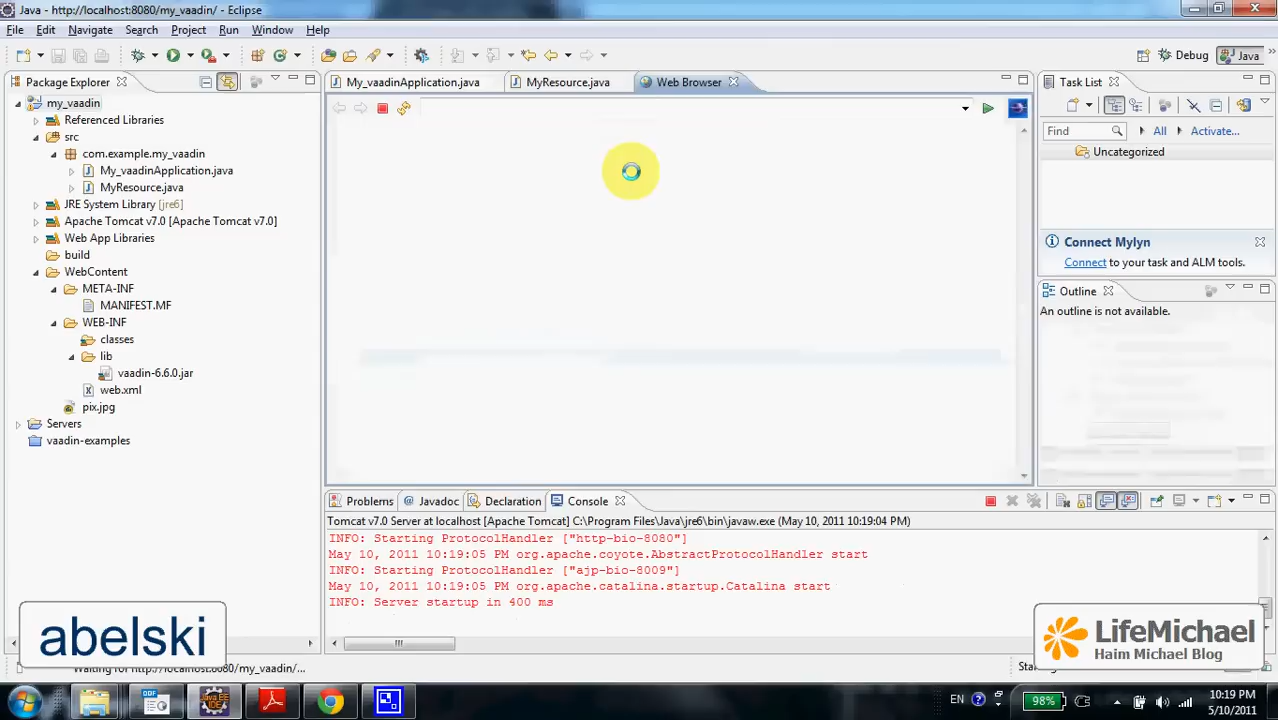 Java - http://localhost:8080/my_vaadin/ - Eclipse
File Edit Navigate Search Project Run Window Help
Debug Java
Package Explorer
My_vaadinApplication.java MyResource.java Web Browser
Task List
my_vaadin
Referenced Libraries
src
com.example.my_vaadin
My_vaadinApplication.java
MyResource.java
JRE System Library [jre6]
Apache Tomcat v7.0 [Apache Tomcat v7.0]
Web App Libraries
build
WebContent
META-INF
MANIFEST.MF
WEB-INF
classes
lib
vaadin-6.6.0.jar
web.xml
pix.jpg
Servers
vaadin-examples
Find All Activate...
Uncategorized
Connect Mylyn
Connect to your task and ALM tools.
Outline
An outline is not available.
Problems Javadoc Declaration Console
Tomcat v7.0 Server at localhost [Apache Tomcat] C:\Program Files\Java\jre6\bin\javaw.exe (May 10, 2011 10:19:04 PM)
INFO: Starting ProtocolHandler ["http-bio-8080"]
May 10, 2011 10:19:05 PM org.apache.coyote.AbstractProtocolHandler start
INFO: Starting ProtocolHandler ["ajp-bio-8009"]
May 10, 2011 10:19:05 PM org.apache.catalina.startup.Catalina start
INFO: Server startup in 400 ms
abelski
LifeMichael
Haim Michael Blog
Waiting for http://localhost:8080/my_vaadin/...
EN 98% 10:19 PM
5/10/2011